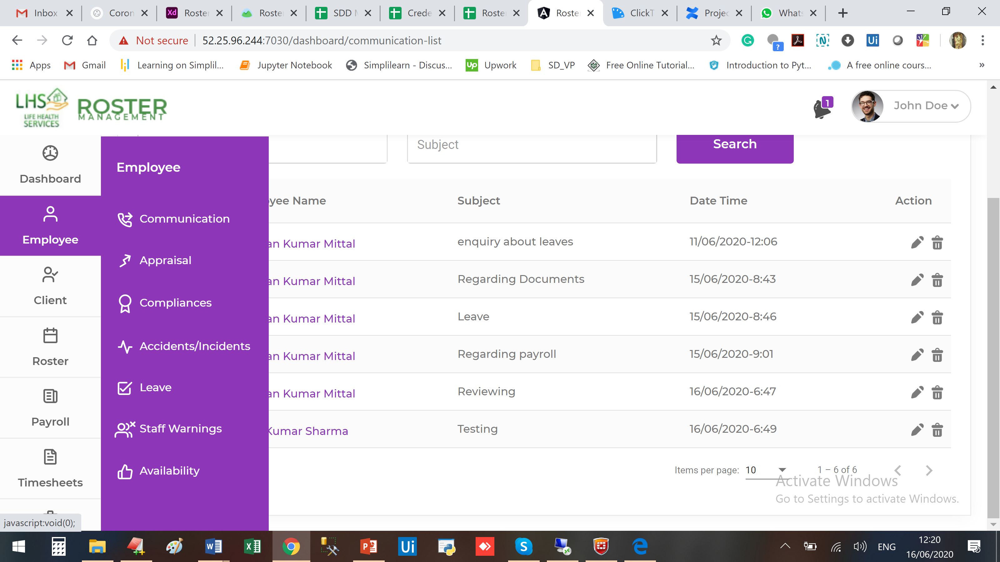 Inbox
Coron
Roster
Roster
SDD M
Crede
Roster
Roster
ClickT
Projec
Whats
Not secure
52.25.96.244:7030/dashboard/communication-list
Apps
Gmail
Learning on Simplil...
Jupyter Notebook
Simplilearn - Discus...
Upwork
SD_VP
Free Online Tutorial...
Introduction to Pyt...
A free online cours...
»
LHS
LIFE HEALTH
SERVICES
ROSTER
MANAGEMENT
1
John Doe
Dashboard
Employee
Client
Roster
Payroll
Timesheets
Employee
Communication
Appraisal
Compliances
Accidents/Incidents
Leave
Staff Warnings
Availability
Subject
Search
yee Name Subject Date Time Action
an Kumar Mittal enquiry about leaves 11/06/2020-12:06
an Kumar Mittal Regarding Documents 15/06/2020-8:43
an Kumar Mittal Leave 15/06/2020-8:46
an Kumar Mittal Regarding payroll 15/06/2020-9:01
an Kumar Mittal Reviewing 16/06/2020-6:47
Kumar Sharma Testing 16/06/2020-6:49
Items per page: 10 1 – 6 of 6
Activate Windows
Go to Settings to activate Windows.
javascript:void(0);
ENG
12:20
16/06/2020